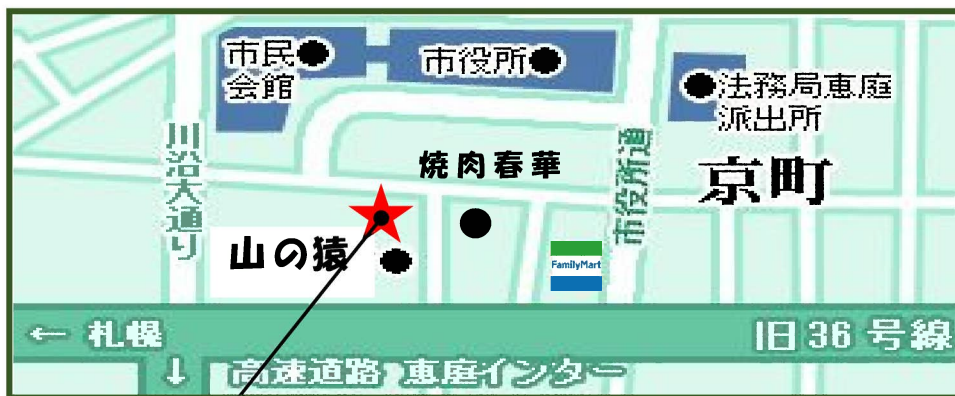 市民
会館
市役所
法務局恵庭
派出所
川沿大通り
焼肉春華
市役所通
京町
山の猿
FamilyMart
← 札幌
旧36号線
↓ 高速道路 恵庭インター